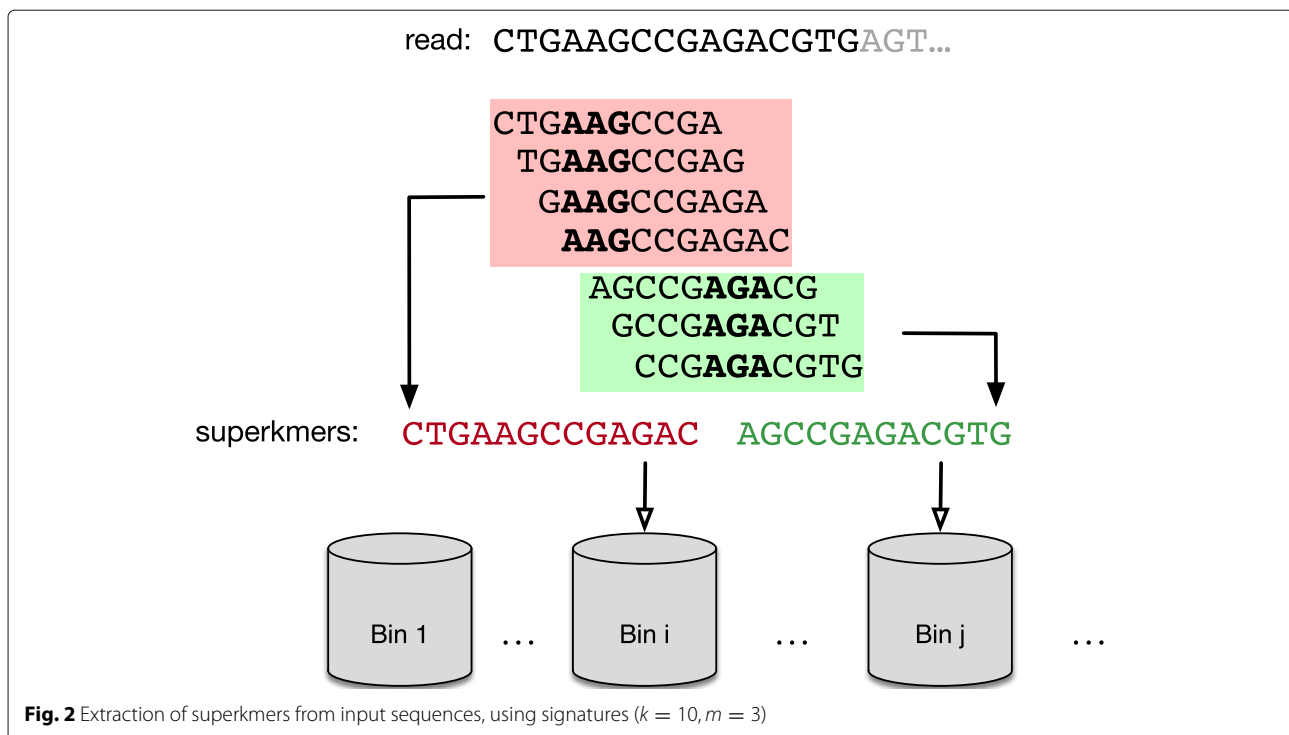 read: CTGAAGCCGAGACGTGAGT...
CTGAAGCCGA
TGAAGCCGAG
GAAGCCGAGA
AAGCCGAGAC
AGCCGAGACG
GCCGAGACGT
CCGAGACGTG
superkmers: CTGAAGCCGAGAC AGCCGAGACGTG
Bin 1 ... Bin i ... Bin j ...
Fig. 2 Extraction of superkmers from input sequences, using signatures (k = 10, m = 3)